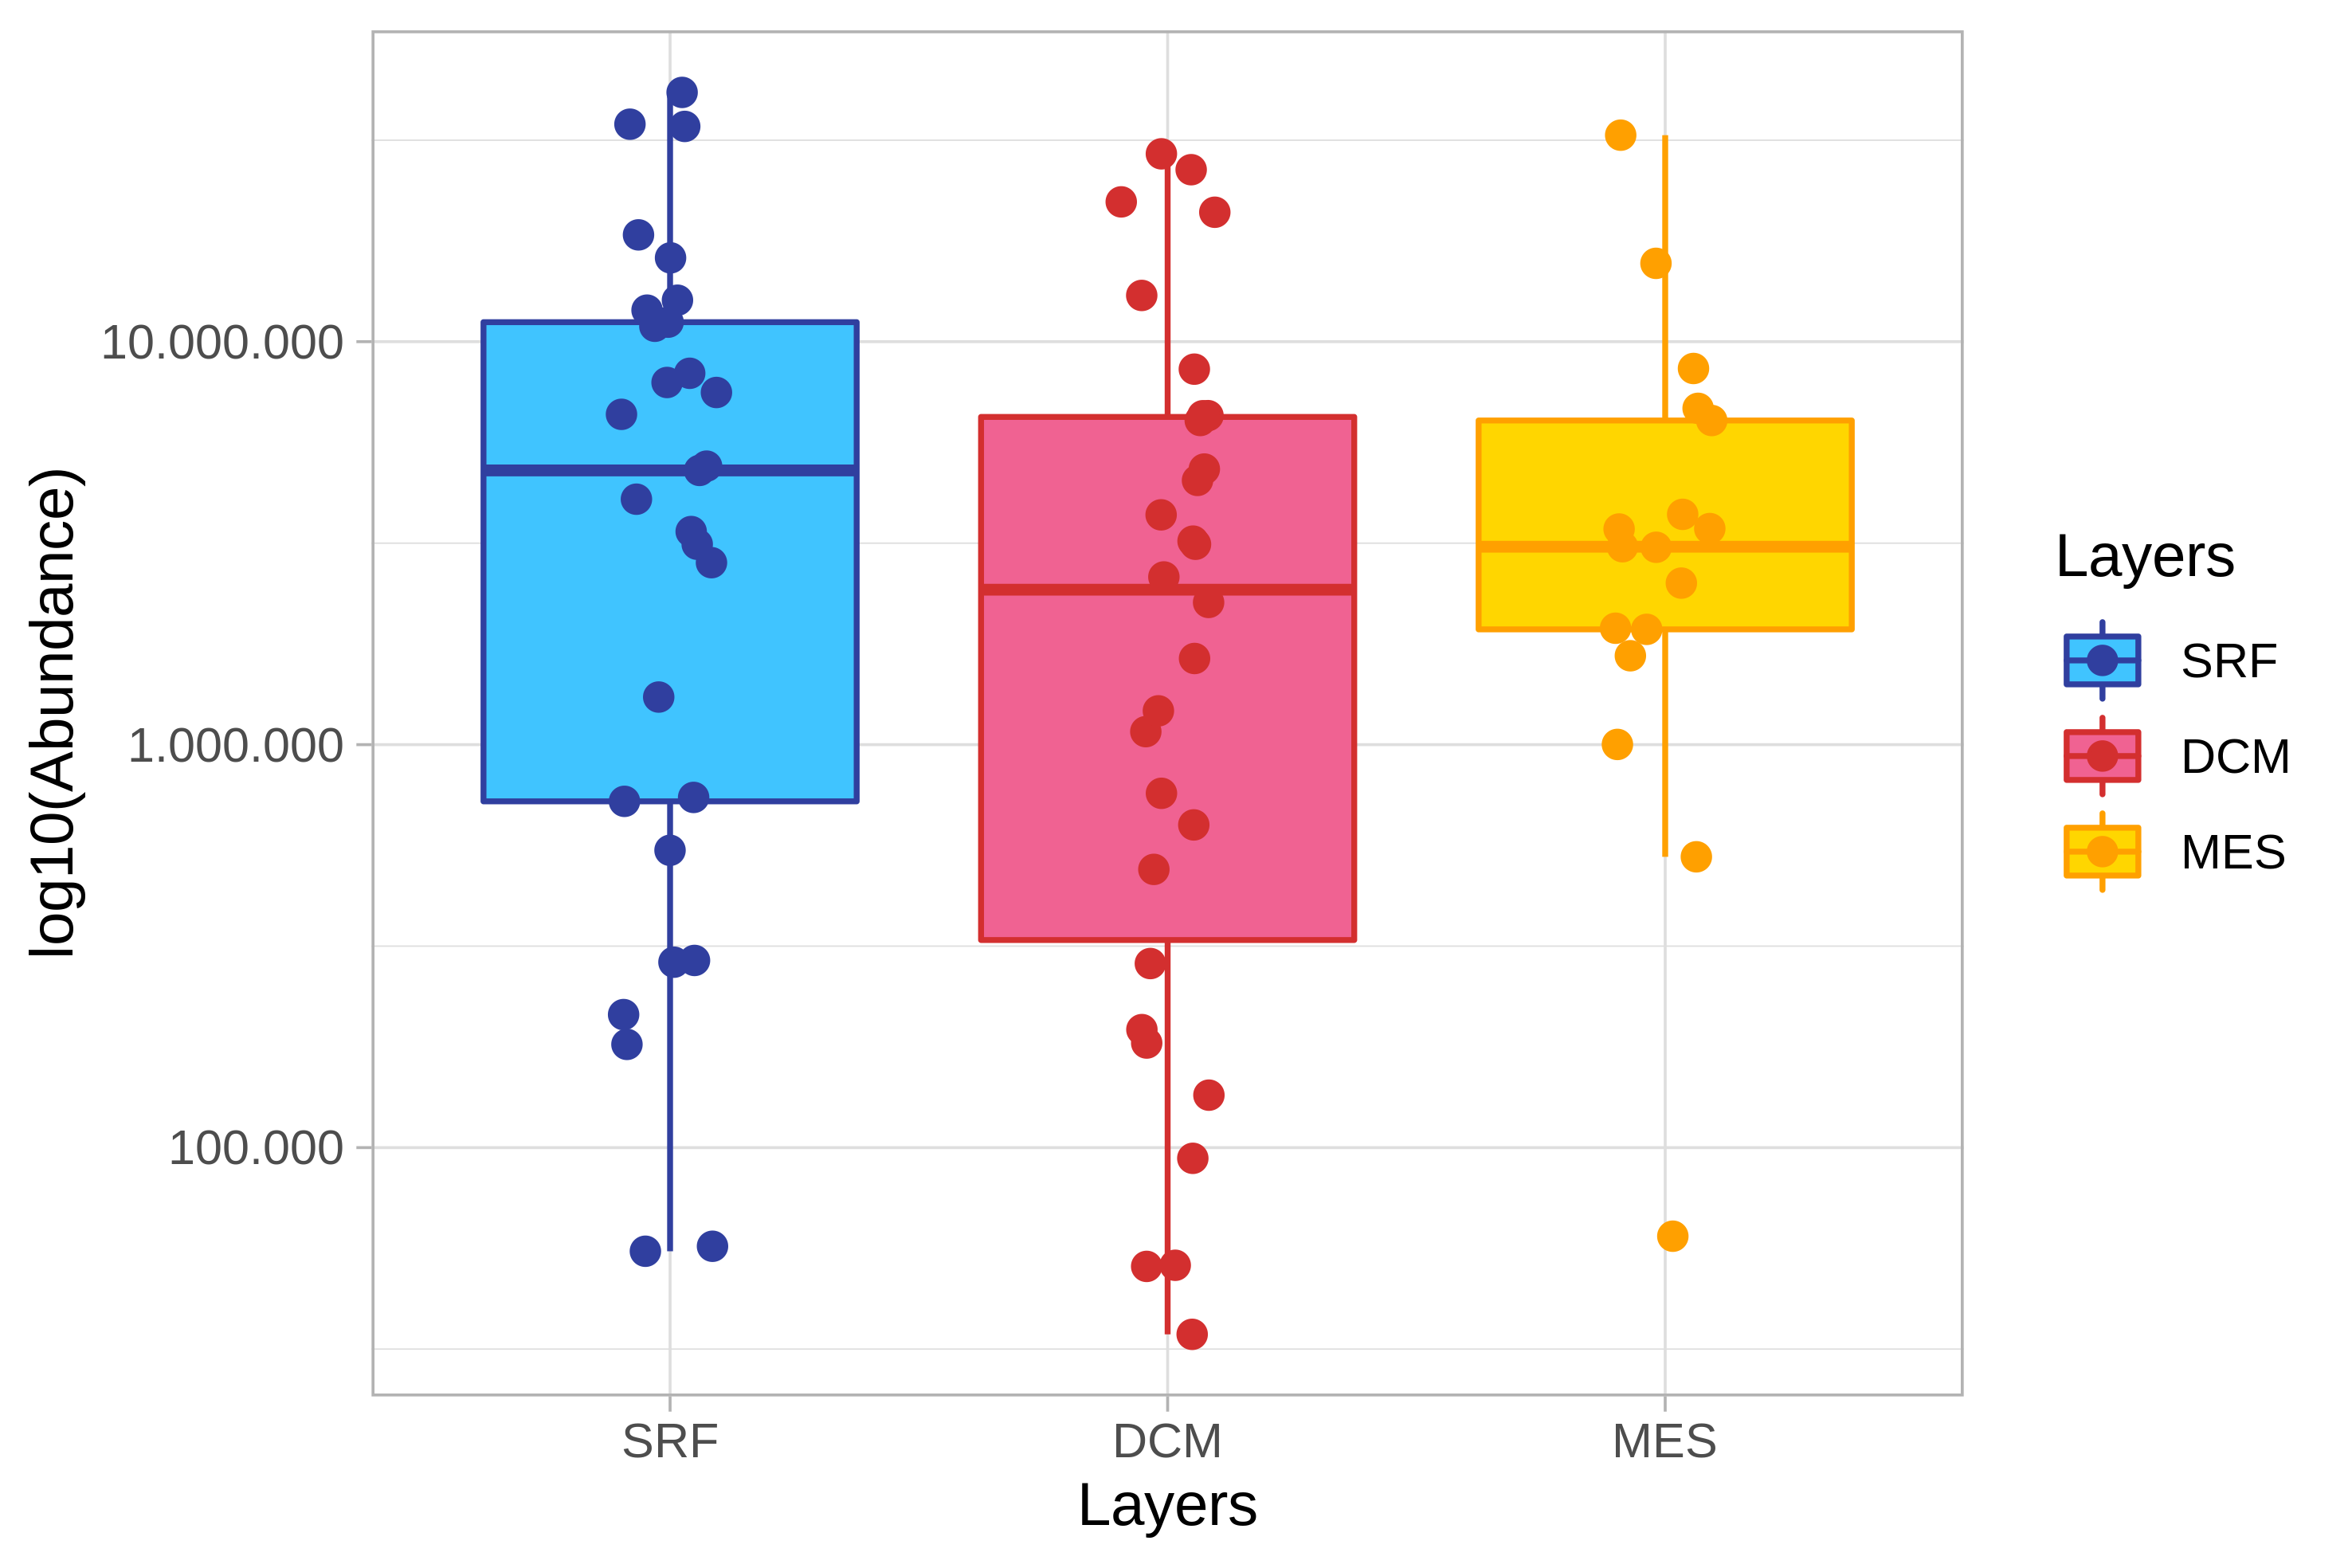 log10(Abundance)
10.000.000
1.000.000
100.000
SRF
DCM
MES
Layers
Layers
SRF
DCM
MES